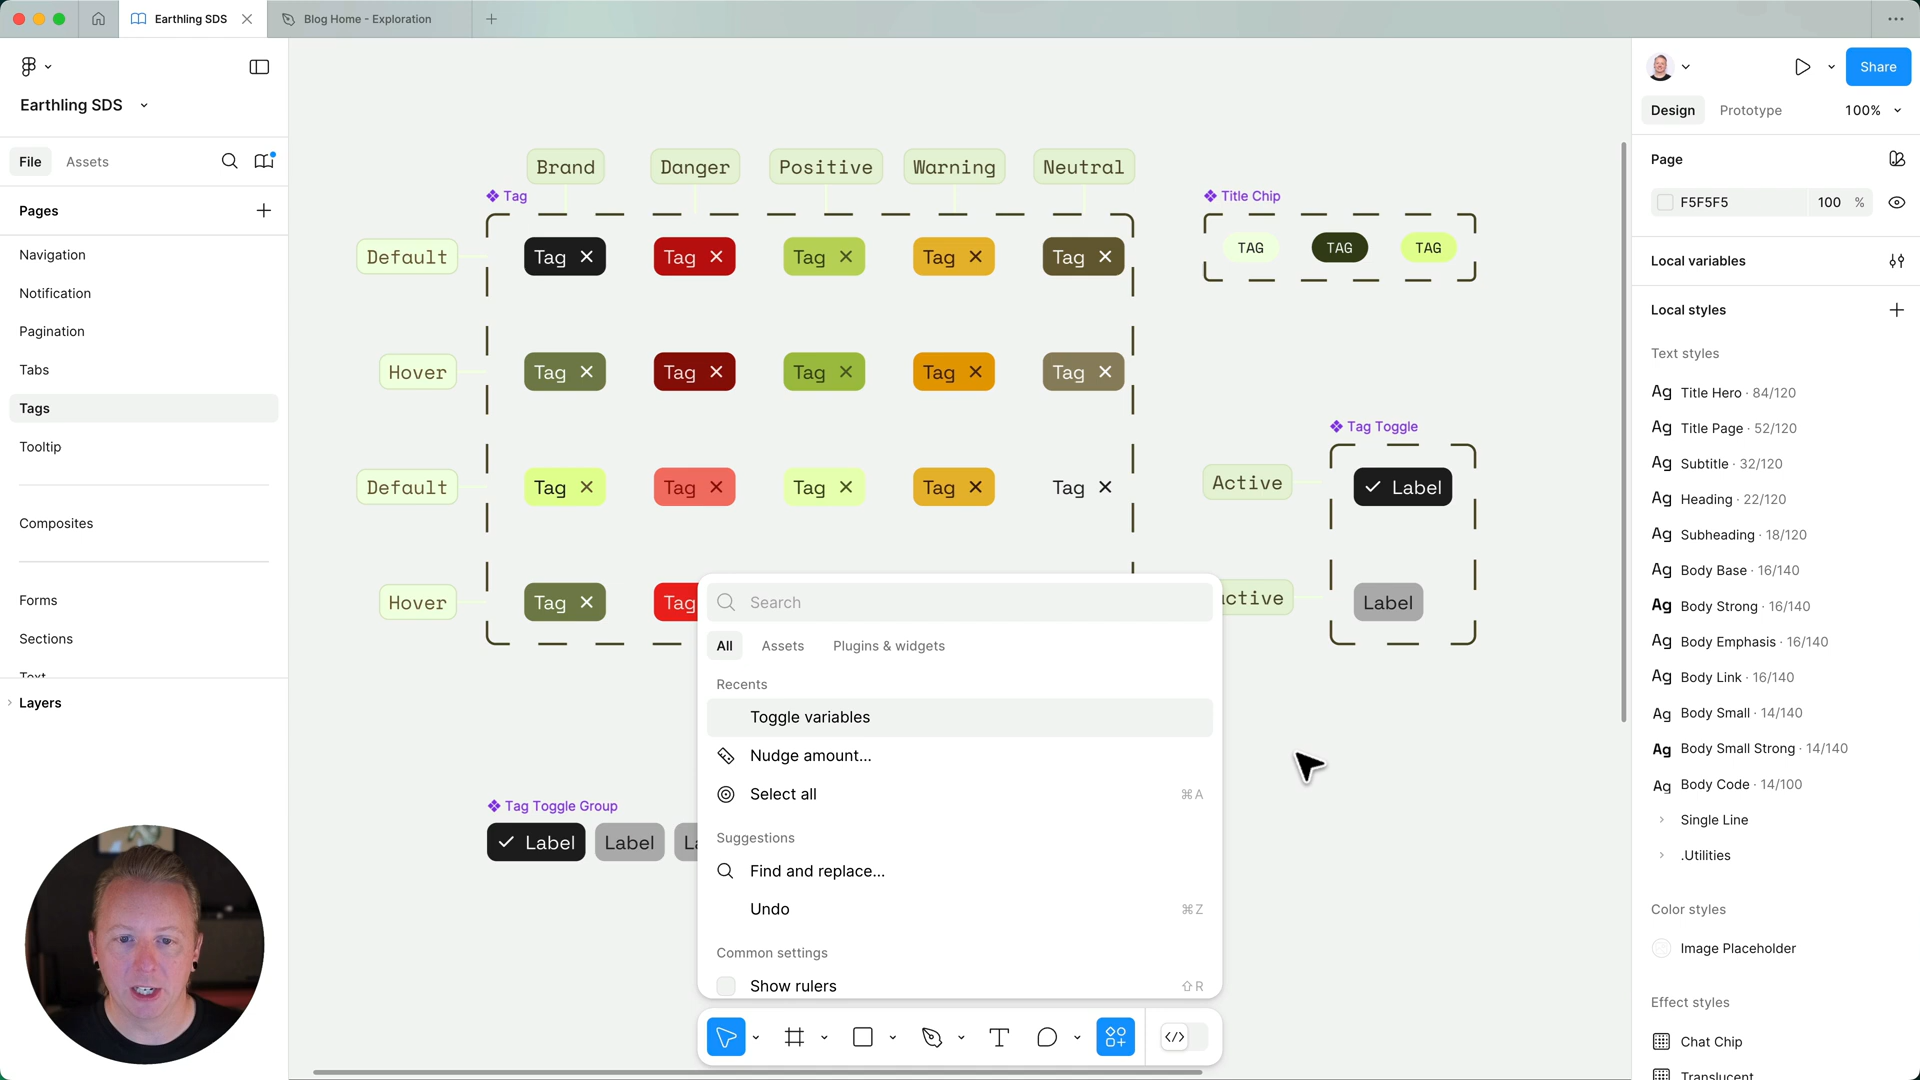 Earthling SDS
Blog Home - Exploration
Earthling SDS
File
Assets
Pages
Navigation
Notification
Pagination
Tabs
Tags
Tooltip
Composites
Forms
Sections
Text
Layers
Brand
Danger
Positive
Warning
Neutral
Tag
Default
Tag
Tag
Tag
Tag
Tag
Hover
Tag
Tag
Tag
Tag
Tag
Default
Tag
Tag
Tag
Tag
Tag
Hover
Tag
Tag
Title Chip
TAG
TAG
TAG
Tag Toggle
Active
Label
active
Label
Tag Toggle Group
Label
Label
La
Search
All
Assets
Plugins & widgets
Recents
Toggle variables
Nudge amount...
Select all
⌘A
Suggestions
Find and replace...
Undo
⌘Z
Common settings
Show rulers
⇧R
Share
Design
Prototype
100%
Page
F5F5F5
100
%
Local variables
Local styles
Text styles
Ag Title Hero · 84/120
Ag Title Page · 52/120
Ag Subtitle · 32/120
Ag Heading · 22/120
Ag Subheading · 18/120
Ag Body Base · 16/140
Ag Body Strong · 16/140
Ag Body Emphasis · 16/140
Ag Body Link · 16/140
Ag Body Small · 14/140
Ag Body Small Strong · 14/140
Ag Body Code · 14/100
Single Line
.Utilities
Color styles
Image Placeholder
Effect styles
Chat Chip
Translucent